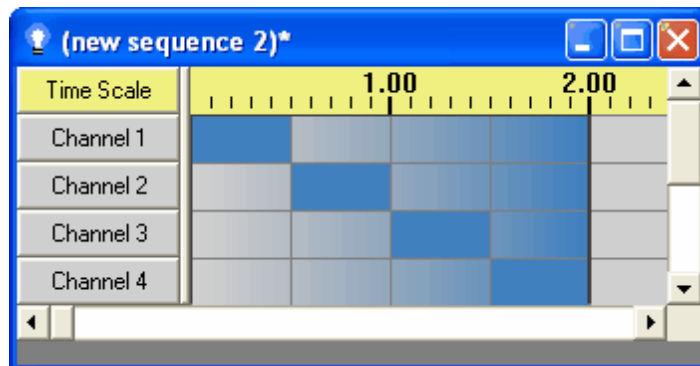 (new sequence 2)*
Time Scale 1.00 2.00
Channel 1
Channel 2
Channel 3
Channel 4